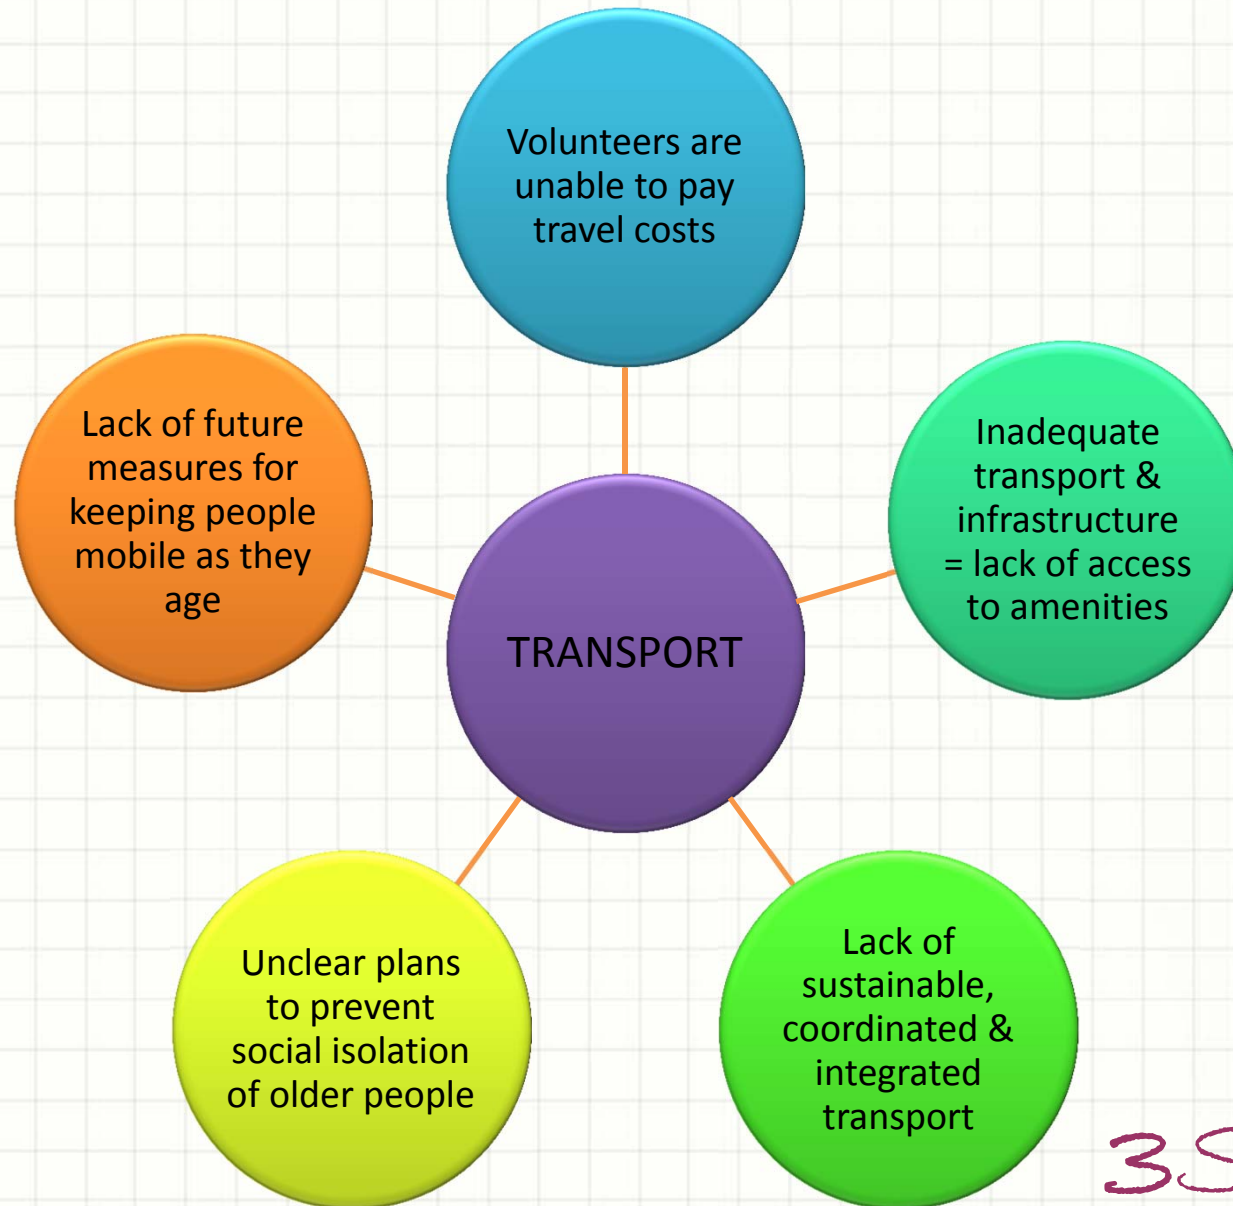 Volunteers are
unable to pay
travel costs
Lack of future
measures for
keeping people
mobile as they
age
Inadequate
transport &
infrastructure
= lack of access
to amenities
TRANSPORT
Unclear plans
to prevent
social isolation
of older people
Lack of
sustainable,
coordinated &
integrated
transport
3S